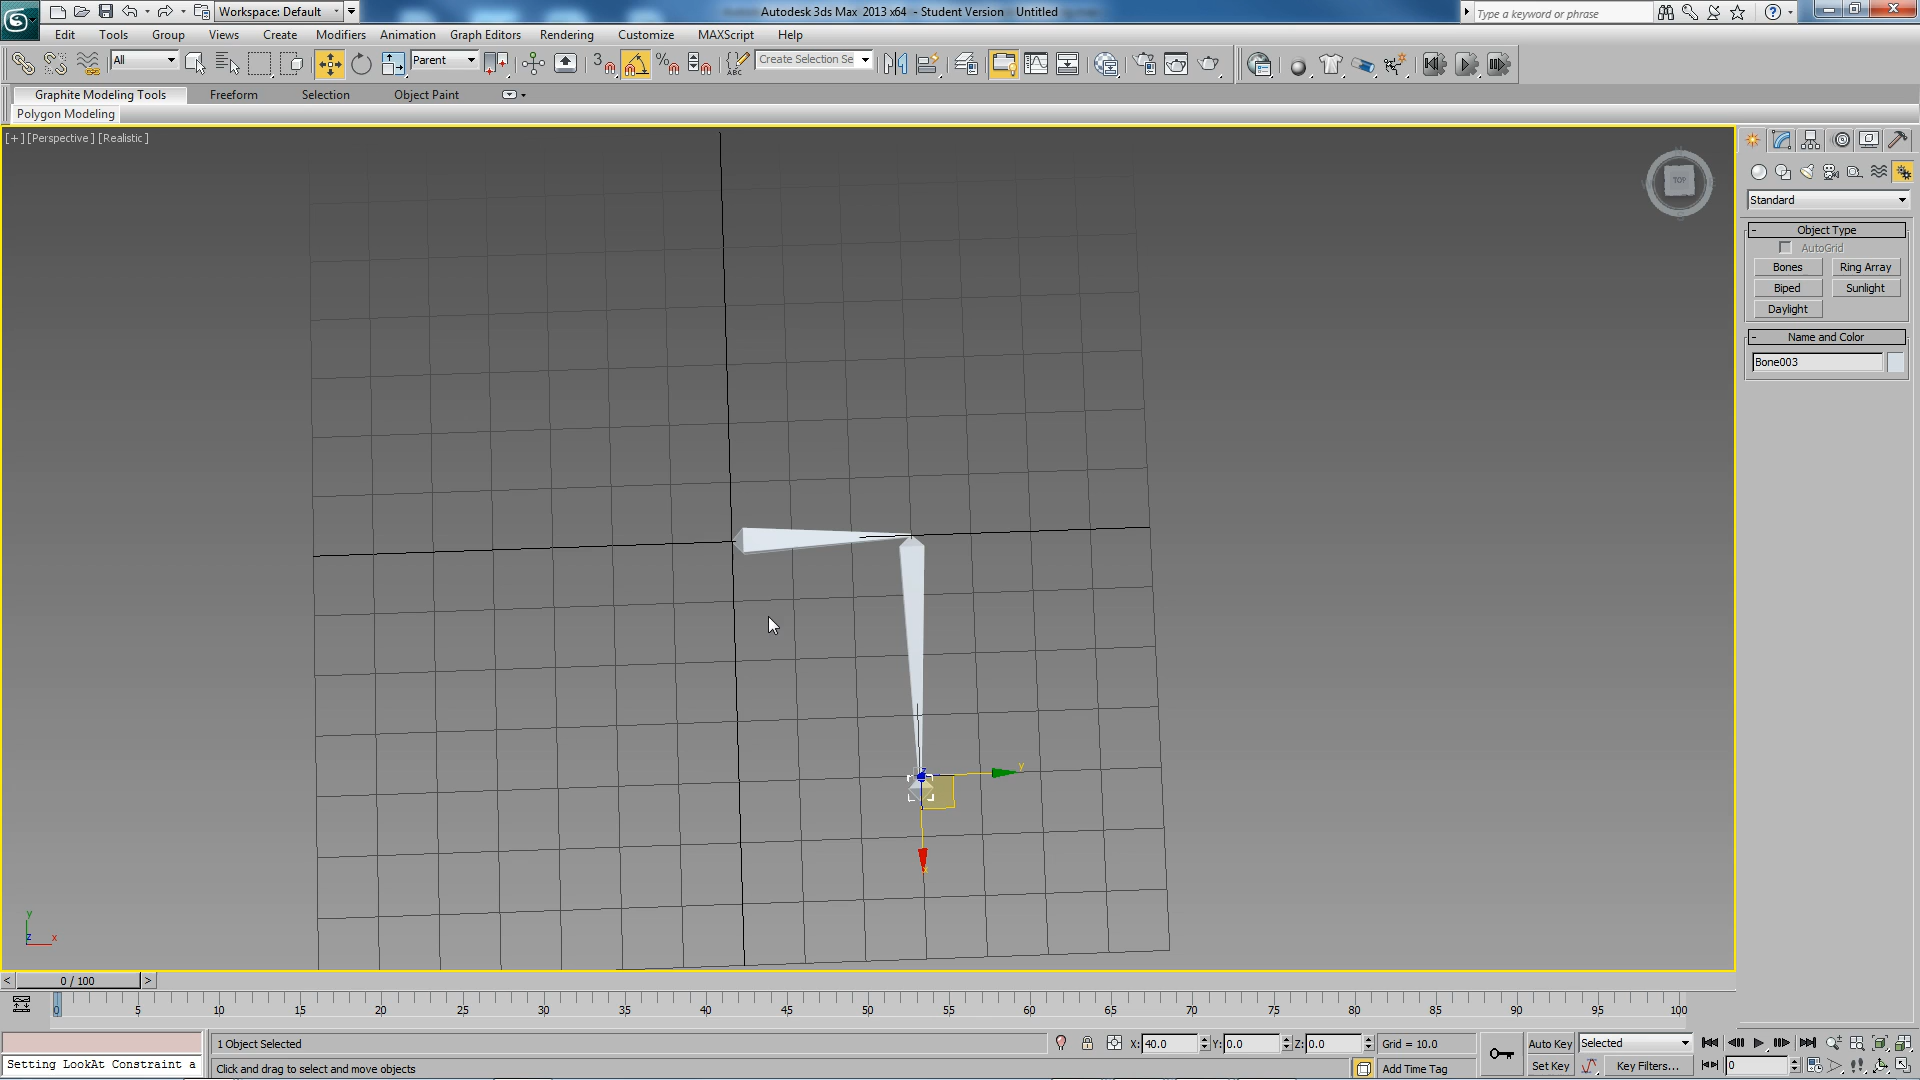 Workspace: Default
Autodesk 3ds Max 2013 x64 - Student Version Untitled
Type a keyword or phrase
Edit Tools Group Views Create Modifiers Animation Graph Editors Rendering Customize MAXScript Help
All
Parent
3
%
ABC
Create Selection Se
Graphite Modeling Tools Freeform Selection Object Paint
Polygon Modeling
[+] [Perspective] [Realistic]
TOP
Standard
- Object Type
AutoGrid
Bones Ring Array
Biped Sunlight
Daylight
- Name and Color
Bone003
y
z
x
y
z x
< 0 / 100 >
0 5 10 15 20 25 30 35 40 45 50 55 60 65 70 75 80 85 90 95 100
1 Object Selected X: 40.0 Y: 0.0 Z: 0.0 Grid = 10.0 Auto Key Selected
Setting LookAt Constraint a Click and drag to select and move objects Add Time Tag Set Key Key Filters... 0